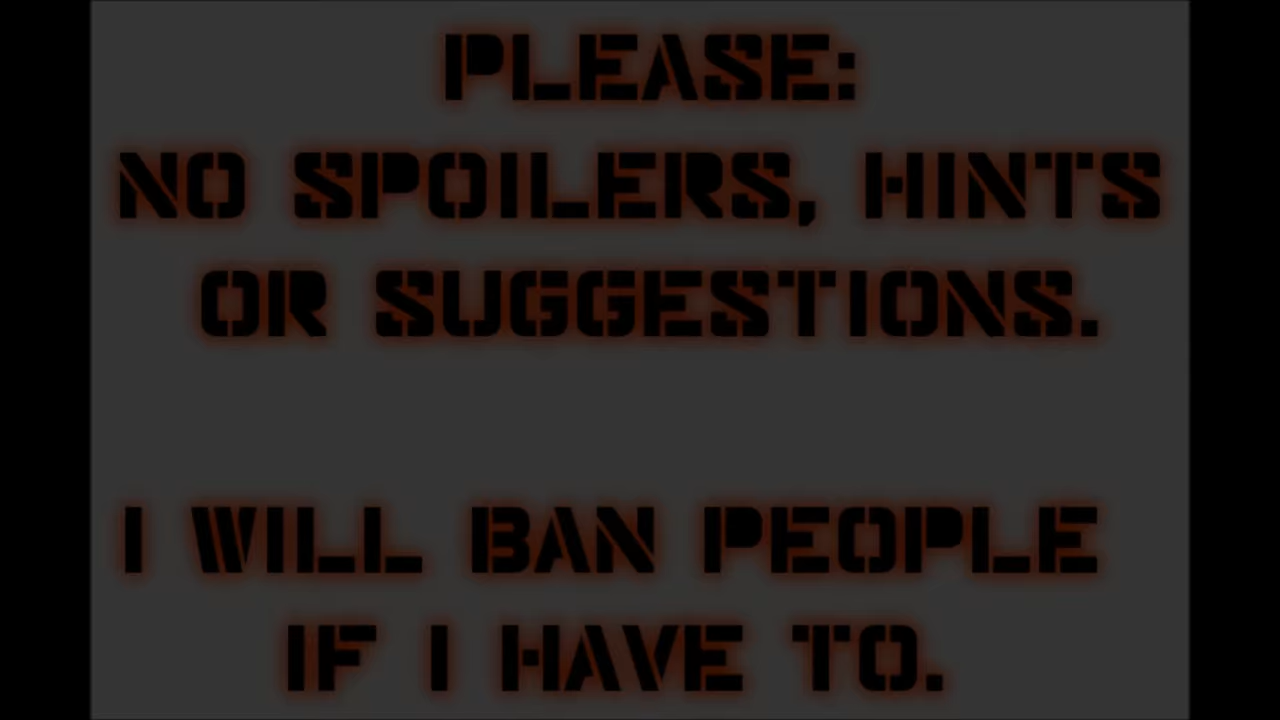 PLEASE:
NO SPOILERS, HINTS
OR SUGGESTIONS.
I WILL BAN PEOPLE
IF I HAVE TO.